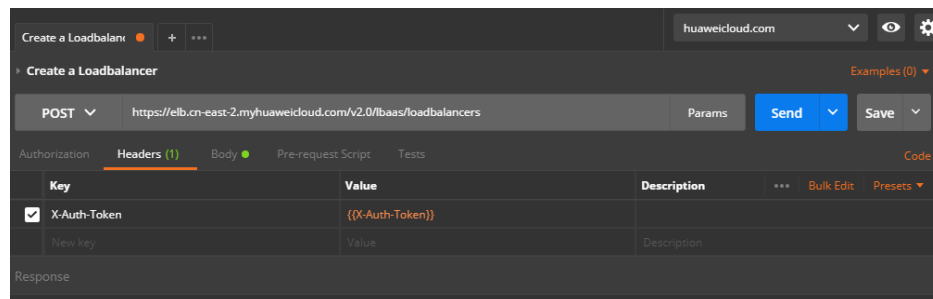 Create a Loadbalan + ••• huaweicloud.com
Create a Loadbalancer Examples (0)
POST https://elb.cn-east-2.myhuaweicloud.com/v2.0/lbaas/loadbalancers Params Send Save
Authorization Headers (1) Body Pre-request Script Tests Code
Key Value Description ••• Bulk Edit Presets
X-Auth-Token {{X-Auth-Token}}
New key Value Description
Response